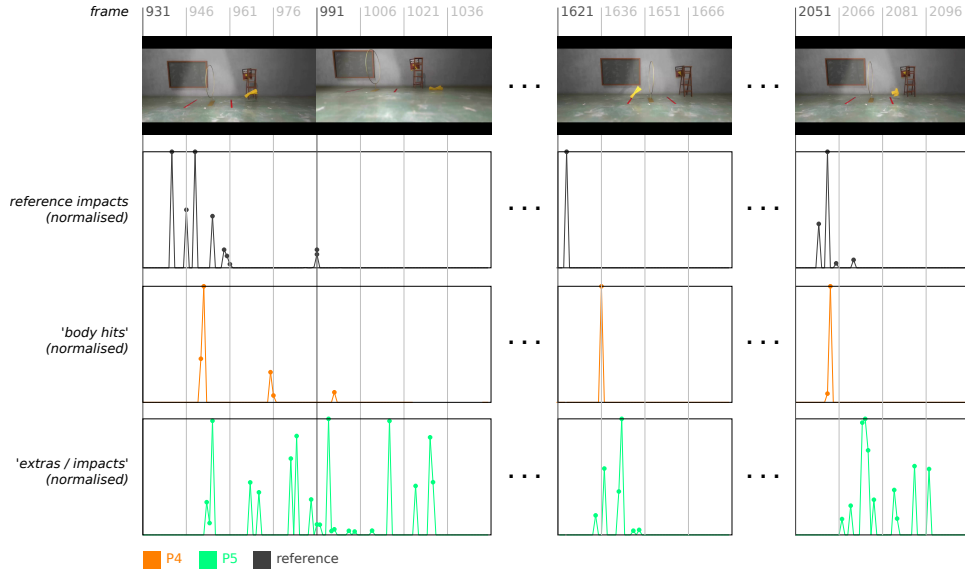 frame 931 946 961 976 991 1006 1021 1036 1621 1636 1651 1666 2051 2066 2081 2096
reference impacts
(normalised)
'body hits'
(normalised)
'extras / impacts'
(normalised)
P4 P5 reference